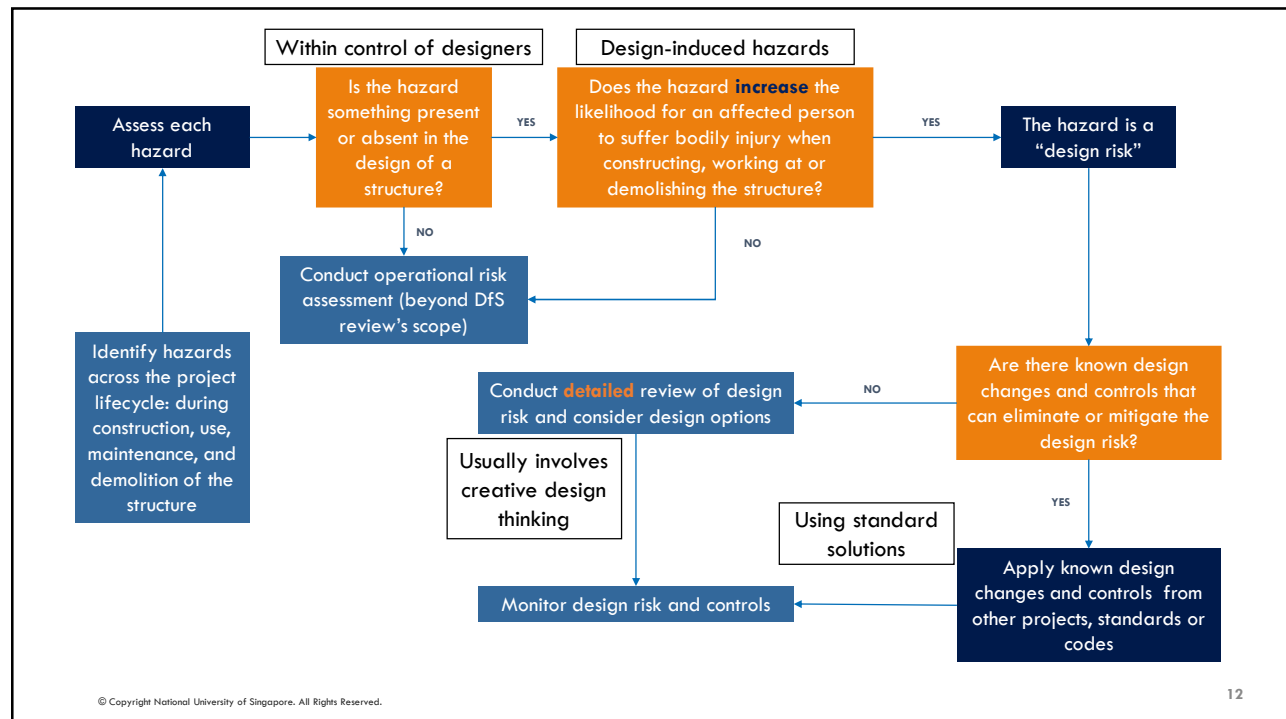 Within control of designers
Design-induced hazards
Assess each
hazard
Is the hazard
something present
or absent in the
design of a
structure?
YES
Does the hazard increase the
likelihood for an affected person
to suffer bodily injury when
constructing, working at or
demolishing the structure?
YES
The hazard is a
“design risk”
NO
NO
Conduct operational risk
assessment (beyond DfS
review’s scope)
Identify hazards
across the project
lifecycle: during
construction, use,
maintenance, and
demolition of the
structure
Are there known design
changes and controls that
can eliminate or mitigate the
design risk?
NO
Conduct detailed review of design
risk and consider design options
Usually involves
creative design
thinking
YES
Using standard
solutions
Apply known design
changes and controls from
other projects, standards or
codes
Monitor design risk and controls
© Copyright National University of Singapore. All Rights Reserved.
12